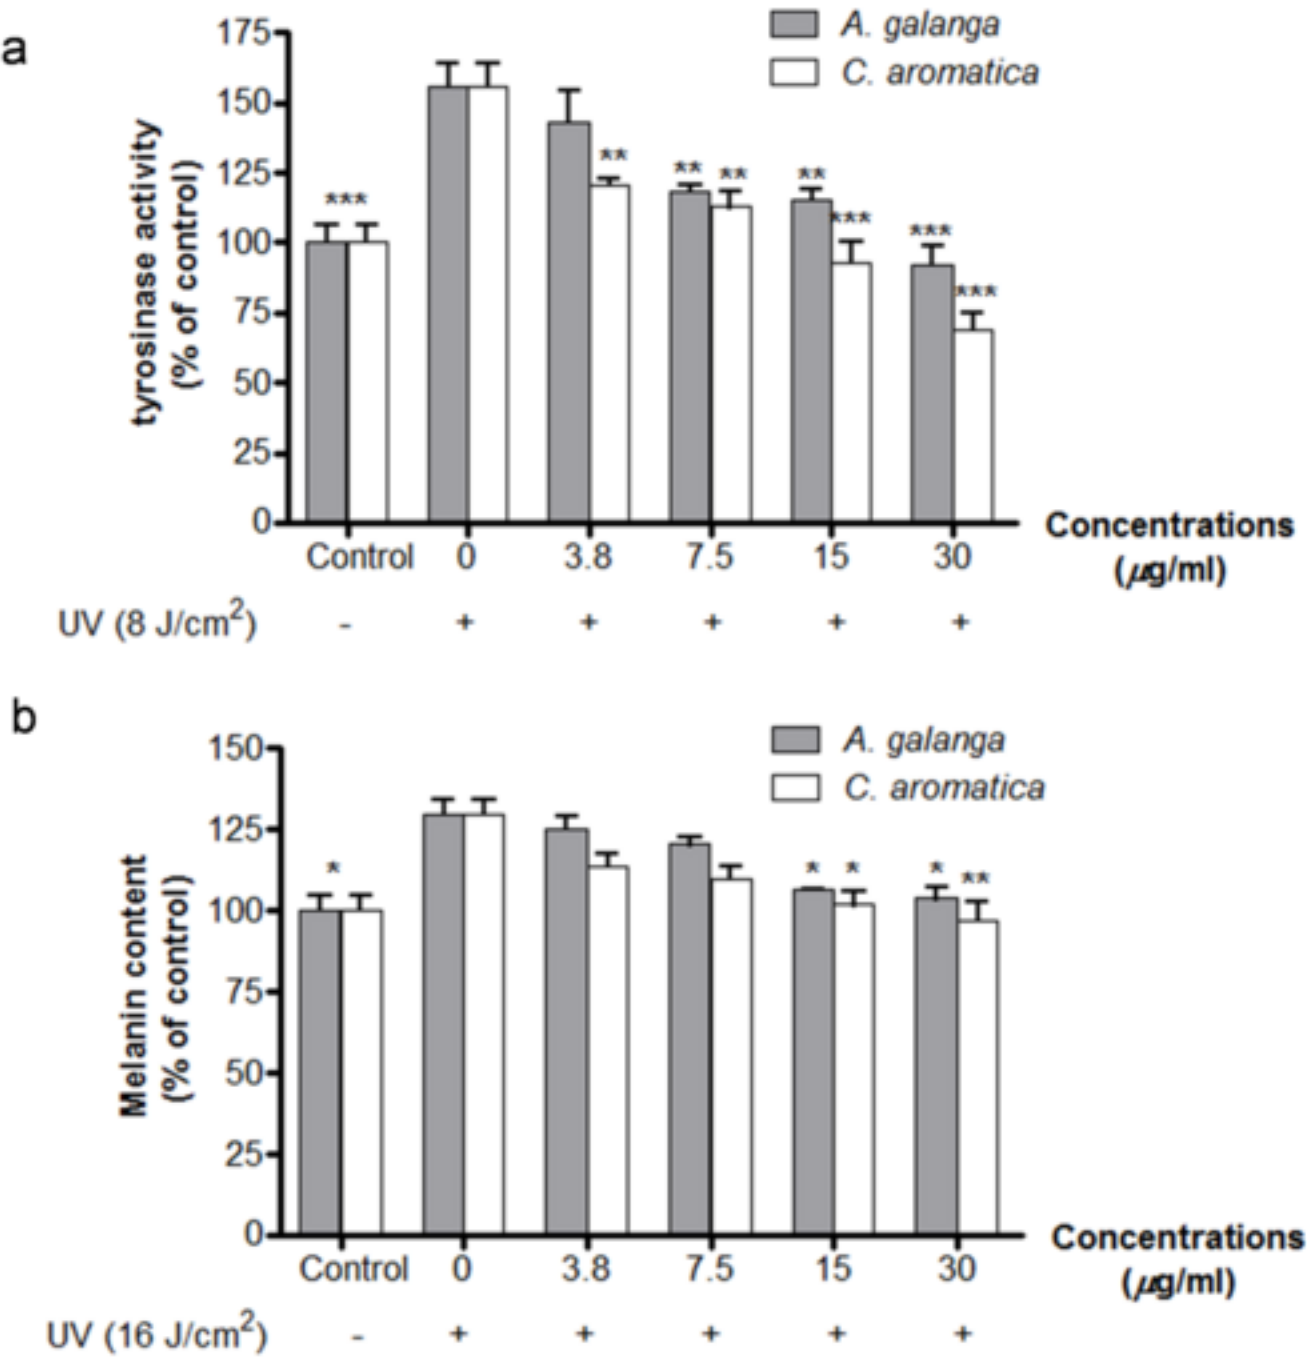 a
175
150
125
100
75
50
25
0
tyrosinase activity
(% of control)
A. galanga
C. aromatica
***
**
**
**
**
***
***
***
Control 0 3.8 7.5 15 30
Concentrations
(μg/ml)
UV (8 J/cm²) - + + + + +
b
150
125
100
75
50
25
0
Melanin content
(% of control)
A. galanga
C. aromatica
*
*
*
*
**
Control 0 3.8 7.5 15 30
Concentrations
(μg/ml)
UV (16 J/cm²) - + + + + +